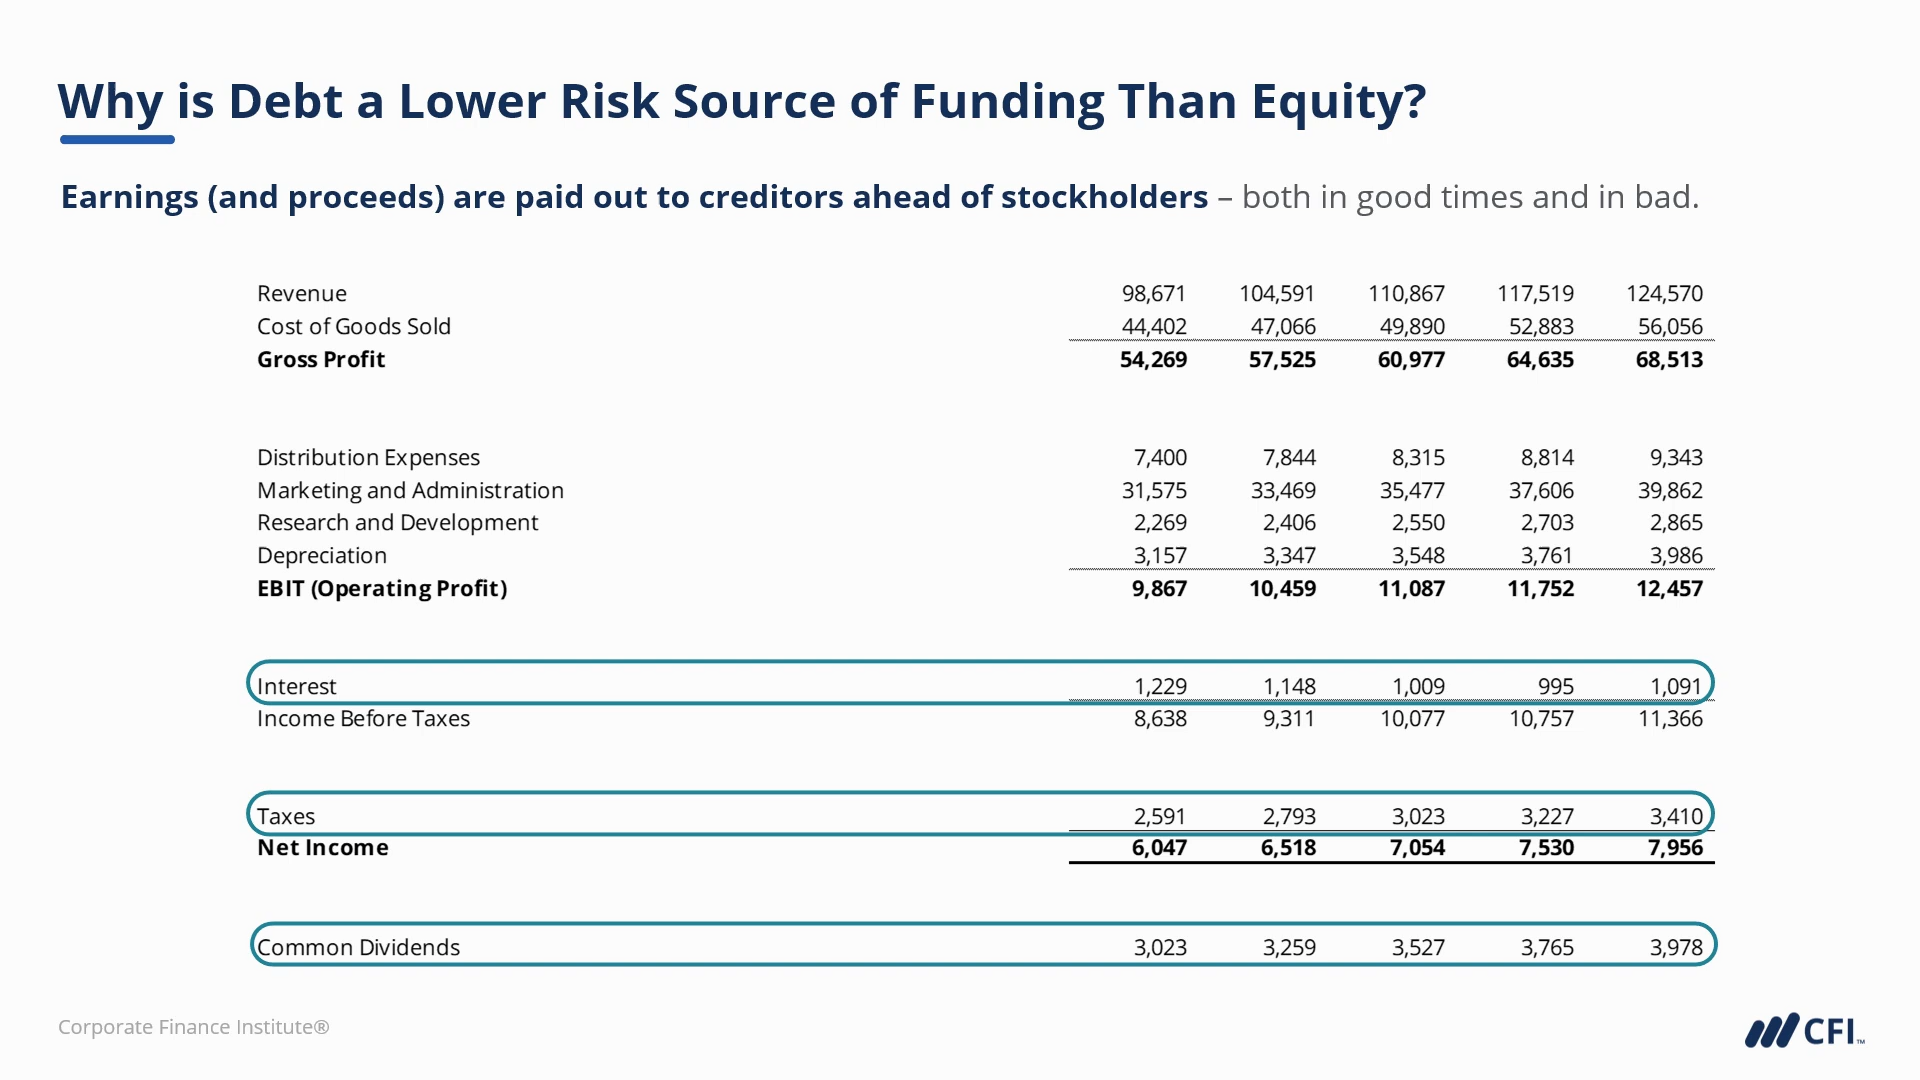 Why is Debt a Lower Risk Source of Funding Than Equity?
Earnings (and proceeds) are paid out to creditors ahead of stockholders – both in good times and in bad.
Revenue 98,671 104,591 110,867 117,519 124,570
Cost of Goods Sold 44,402 47,066 49,890 52,883 56,056
Gross Profit 54,269 57,525 60,977 64,635 68,513
Distribution Expenses 7,400 7,844 8,315 8,814 9,343
Marketing and Administration 31,575 33,469 35,477 37,606 39,862
Research and Development 2,269 2,406 2,550 2,703 2,865
Depreciation 3,157 3,347 3,548 3,761 3,986
EBIT (Operating Profit) 9,867 10,459 11,087 11,752 12,457
Interest 1,229 1,148 1,009 995 1,091
Income Before Taxes 8,638 9,311 10,077 10,757 11,366
Taxes 2,591 2,793 3,023 3,227 3,410
Net Income 6,047 6,518 7,054 7,530 7,956
Common Dividends 3,023 3,259 3,527 3,765 3,978
Corporate Finance Institute®
CFI™